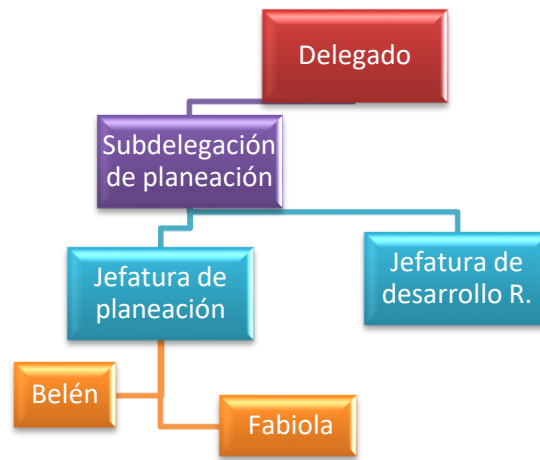 Delegado
Subdelegación
de planeación
Jefatura de
planeación
Jefatura de
desarrollo R.
Belén
Fabiola